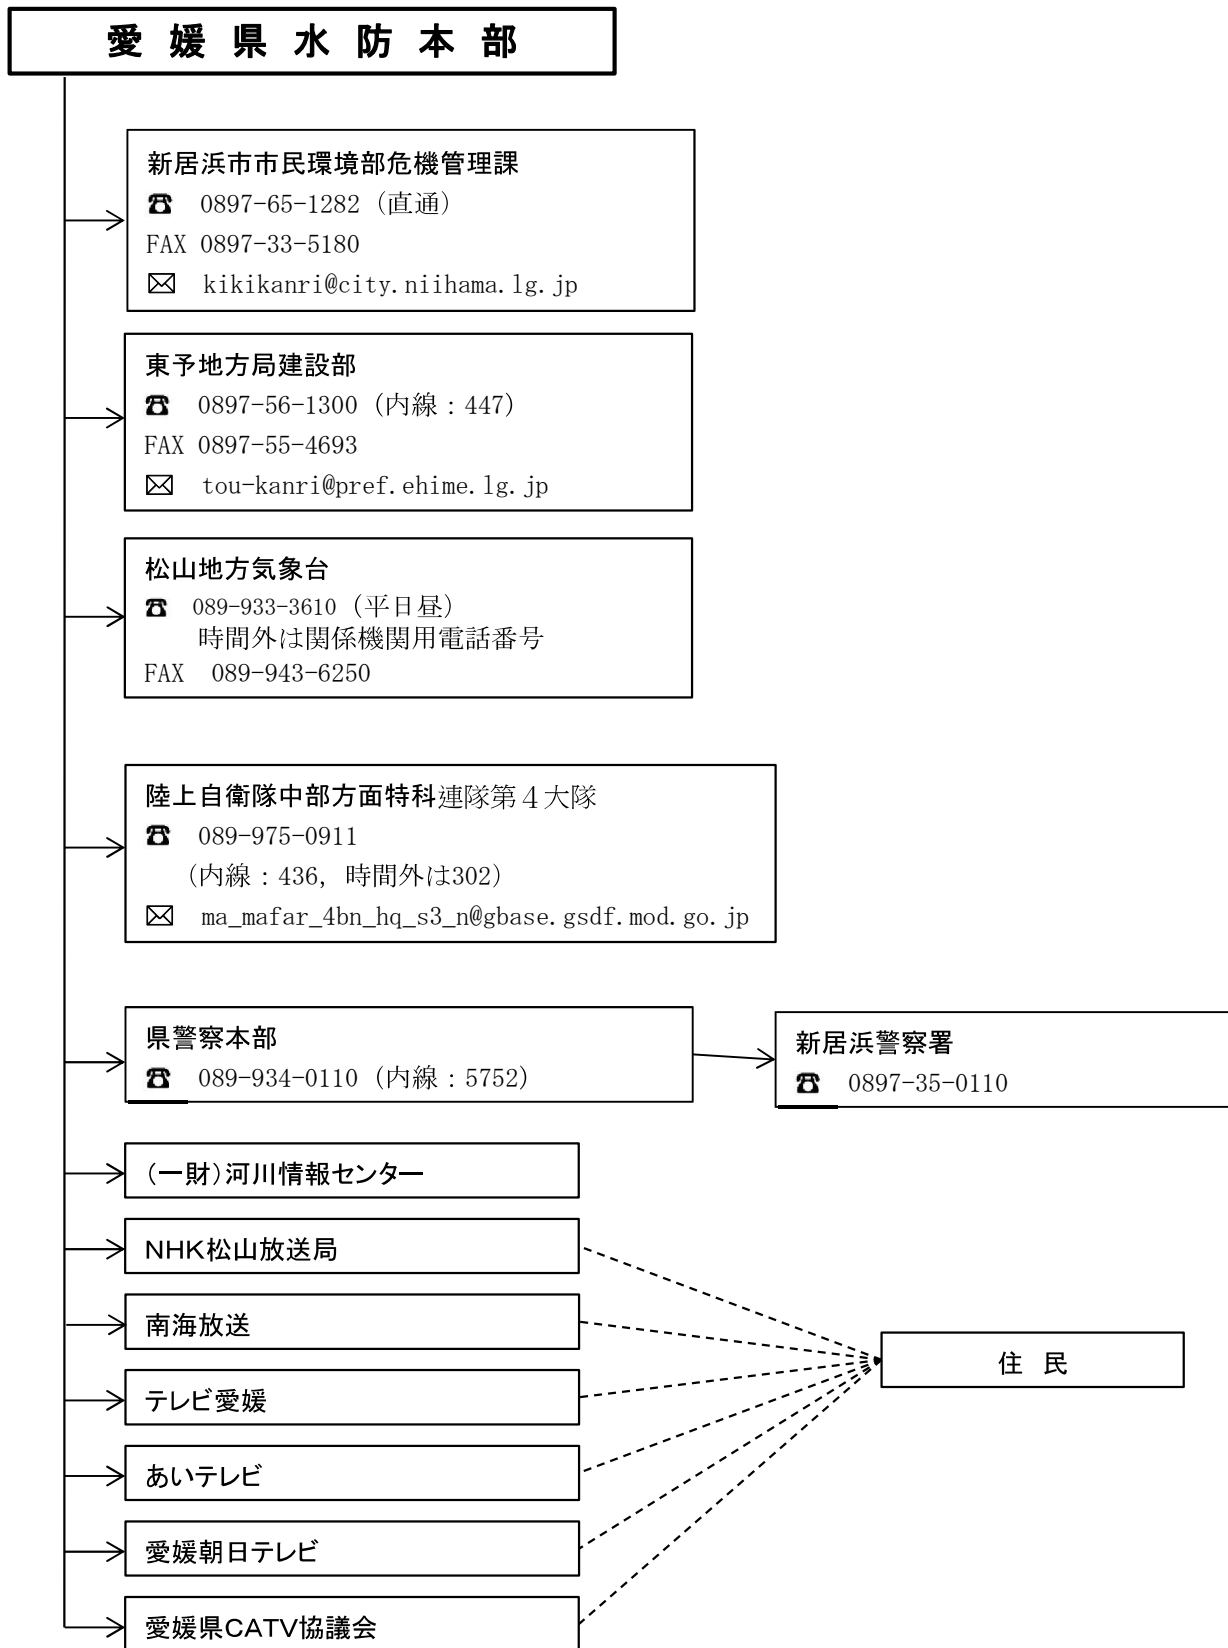 愛媛県水防本部
新居浜市市民環境部危機管理課
☎ 0897-65-1282（直通）
FAX 0897-33-5180
✉ kikikanri@city.niihama.lg.jp
東予地方局建設部
☎ 0897-56-1300（内線：447）
FAX 0897-55-4693
✉ tou-kanri@pref.ehime.lg.jp
松山地方気象台
☎ 089-933-3610（平日昼）
時間外は関係機関用電話番号
FAX 089-943-6250
陸上自衛隊中部方面特科連隊第４大隊
☎ 089-975-0911
（内線：436，時間外は302）
✉ ma_mafar_4bn_hq_s3_n@gbase.gsdf.mod.go.jp
県警察本部
☎ 089-934-0110（内線：5752）
新居浜警察署
☎ 0897-35-0110
（一財）河川情報センター
NHK松山放送局
南海放送
テレビ愛媛
あいテレビ
愛媛朝日テレビ
愛媛県CATV協議会
住民